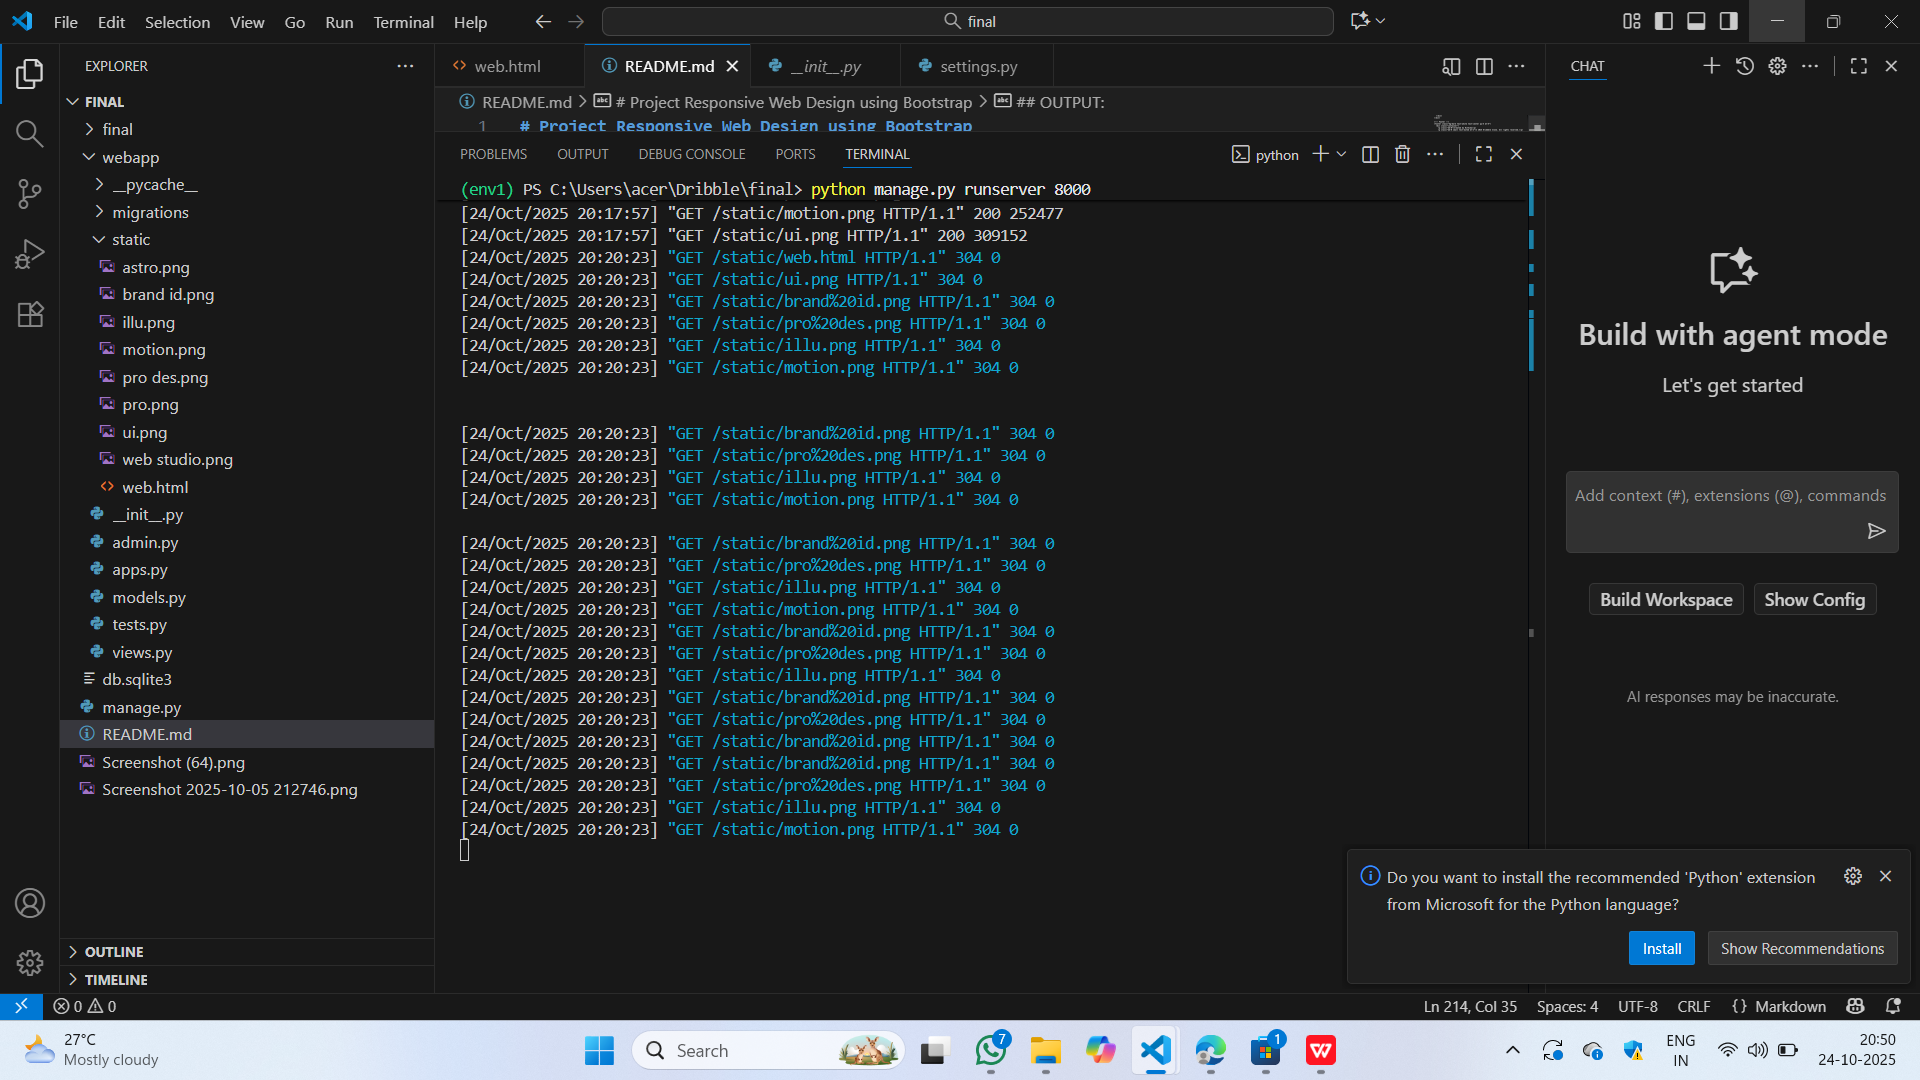 File Edit Selection View Go Run Terminal Help
final
EXPLORER
FINAL
final
webapp
__pycache__
migrations
static
astro.png
brand id.png
illu.png
motion.png
pro des.png
pro.png
ui.png
web studio.png
web.html
__init__.py
admin.py
apps.py
models.py
tests.py
views.py
db.sqlite3
manage.py
README.md
Screenshot (64).png
Screenshot 2025-10-05 212746.png
OUTLINE
TIMELINE
web.html README.md __init__.py settings.py
README.md > # Project Responsive Web Design using Bootstrap > ## OUTPUT:
1 # Project Responsive Web Design using Bootstrap
PROBLEMS OUTPUT DEBUG CONSOLE PORTS TERMINAL
python
(env1) PS C:\Users\acer\Dribble\final> python manage.py runserver 8000
[24/Oct/2025 20:17:57] "GET /static/motion.png HTTP/1.1" 200 252477
[24/Oct/2025 20:17:57] "GET /static/ui.png HTTP/1.1" 200 309152
[24/Oct/2025 20:20:23] "GET /static/web.html HTTP/1.1" 304 0
[24/Oct/2025 20:20:23] "GET /static/ui.png HTTP/1.1" 304 0
[24/Oct/2025 20:20:23] "GET /static/brand%20id.png HTTP/1.1" 304 0
[24/Oct/2025 20:20:23] "GET /static/pro%20des.png HTTP/1.1" 304 0
[24/Oct/2025 20:20:23] "GET /static/illu.png HTTP/1.1" 304 0
[24/Oct/2025 20:20:23] "GET /static/motion.png HTTP/1.1" 304 0
[24/Oct/2025 20:20:23] "GET /static/brand%20id.png HTTP/1.1" 304 0
[24/Oct/2025 20:20:23] "GET /static/pro%20des.png HTTP/1.1" 304 0
[24/Oct/2025 20:20:23] "GET /static/illu.png HTTP/1.1" 304 0
[24/Oct/2025 20:20:23] "GET /static/motion.png HTTP/1.1" 304 0
[24/Oct/2025 20:20:23] "GET /static/brand%20id.png HTTP/1.1" 304 0
[24/Oct/2025 20:20:23] "GET /static/pro%20des.png HTTP/1.1" 304 0
[24/Oct/2025 20:20:23] "GET /static/illu.png HTTP/1.1" 304 0
[24/Oct/2025 20:20:23] "GET /static/motion.png HTTP/1.1" 304 0
[24/Oct/2025 20:20:23] "GET /static/brand%20id.png HTTP/1.1" 304 0
[24/Oct/2025 20:20:23] "GET /static/pro%20des.png HTTP/1.1" 304 0
[24/Oct/2025 20:20:23] "GET /static/illu.png HTTP/1.1" 304 0
[24/Oct/2025 20:20:23] "GET /static/brand%20id.png HTTP/1.1" 304 0
[24/Oct/2025 20:20:23] "GET /static/pro%20des.png HTTP/1.1" 304 0
[24/Oct/2025 20:20:23] "GET /static/brand%20id.png HTTP/1.1" 304 0
[24/Oct/2025 20:20:23] "GET /static/brand%20id.png HTTP/1.1" 304 0
[24/Oct/2025 20:20:23] "GET /static/pro%20des.png HTTP/1.1" 304 0
[24/Oct/2025 20:20:23] "GET /static/illu.png HTTP/1.1" 304 0
[24/Oct/2025 20:20:23] "GET /static/motion.png HTTP/1.1" 304 0
CHAT
Build with agent mode
Let's get started
Add context (#), extensions (@), commands
Build Workspace Show Config
AI responses may be inaccurate.
Do you want to install the recommended 'Python' extension
from Microsoft for the Python language?
Install Show Recommendations
0 0
Ln 214, Col 35 Spaces: 4 UTF-8 CRLF {} Markdown
27°C
Mostly cloudy
Search
7
1
ENG
IN
20:50
24-10-2025